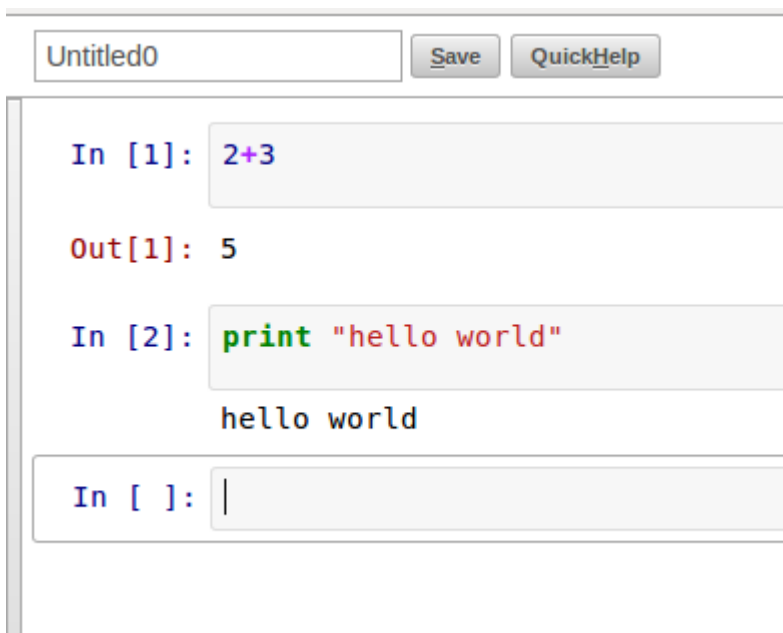 Untitled0 Save QuickHelp
In [1]: 2+3
Out[1]: 5
In [2]: print "hello world"
hello world
In [ ]: